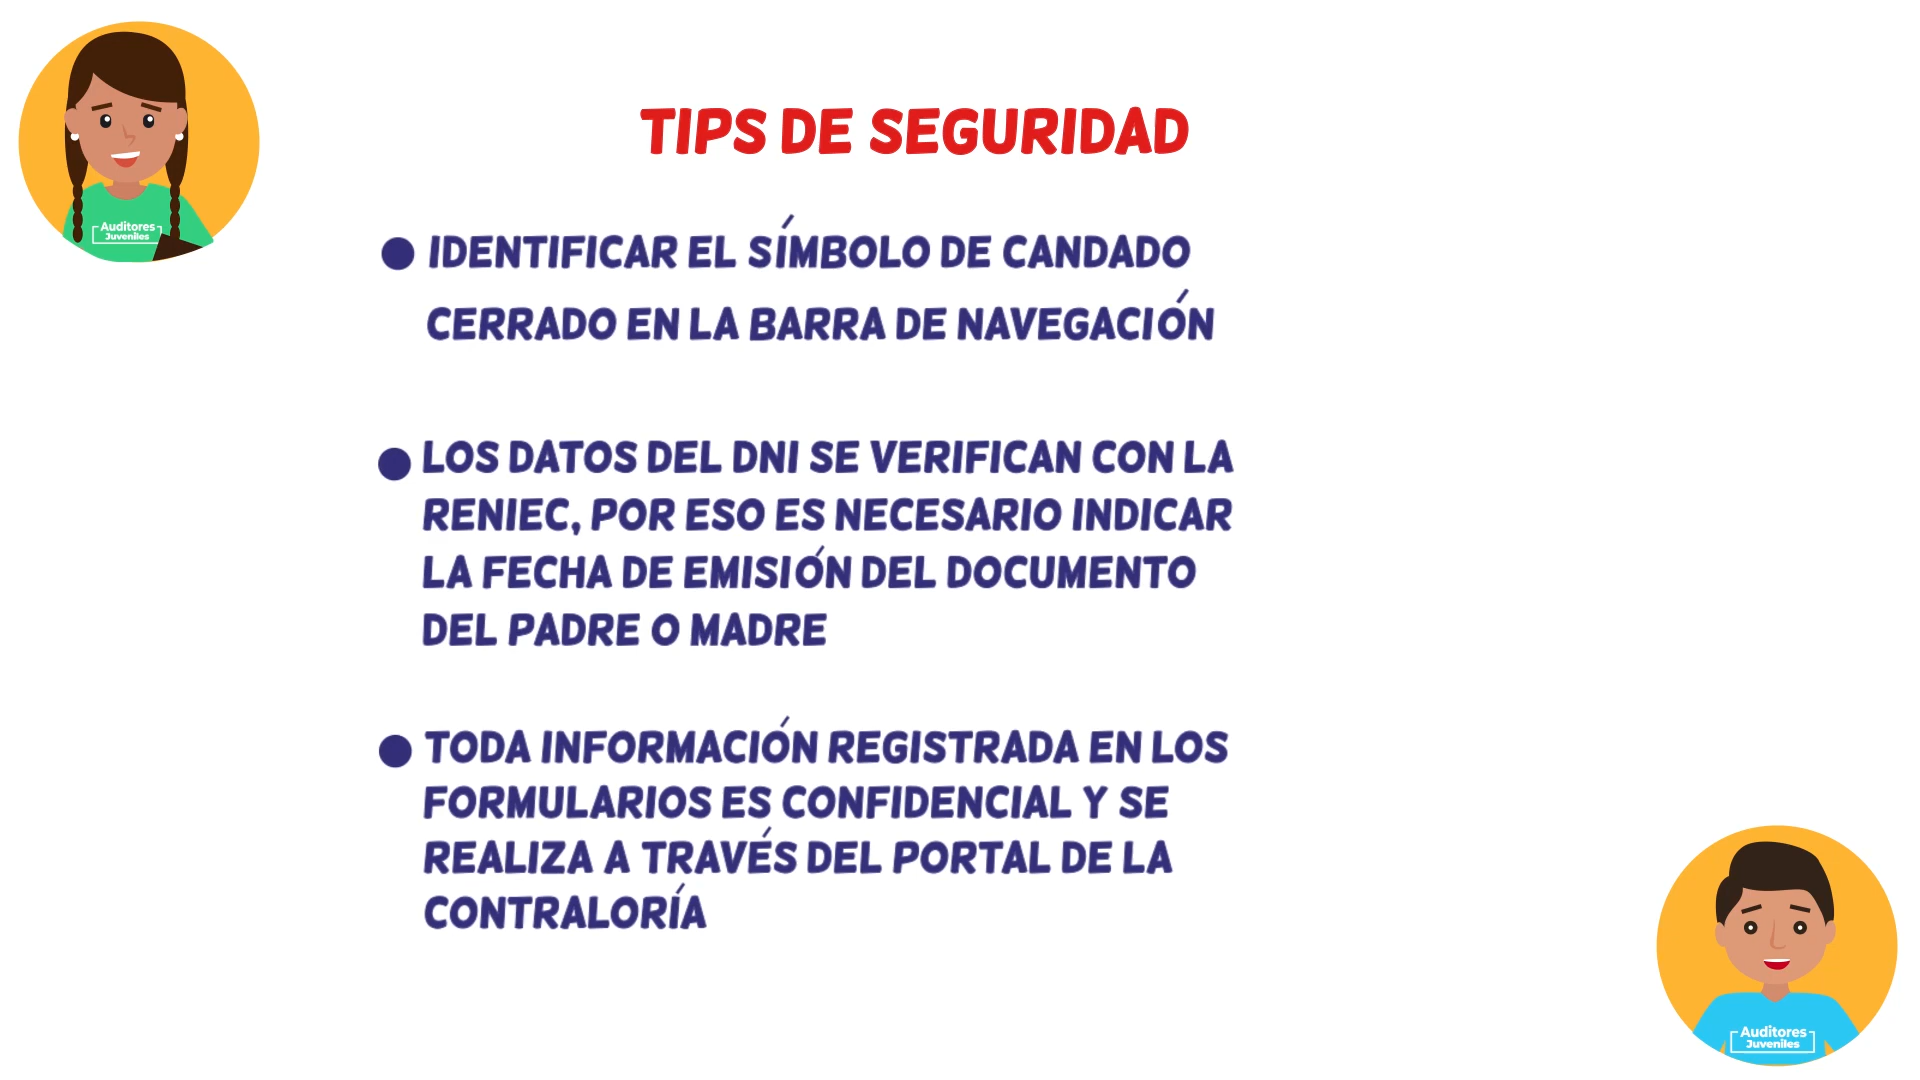 Auditores
Juveniles
TIPS DE SEGURIDAD
● IDENTIFICAR EL SÍMBOLO DE CANDADO
CERRADO EN LA BARRA DE NAVEGACIÓN
● LOS DATOS DEL DNI SE VERIFICAN CON LA
RENIEC, POR ESO ES NECESARIO INDICAR
LA FECHA DE EMISIÓN DEL DOCUMENTO
DEL PADRE O MADRE
● TODA INFORMACIÓN REGISTRADA EN LOS
FORMULARIOS ES CONFIDENCIAL Y SE
REALIZA A TRAVÉS DEL PORTAL DE LA
CONTRALORÍA
Auditores
Juveniles